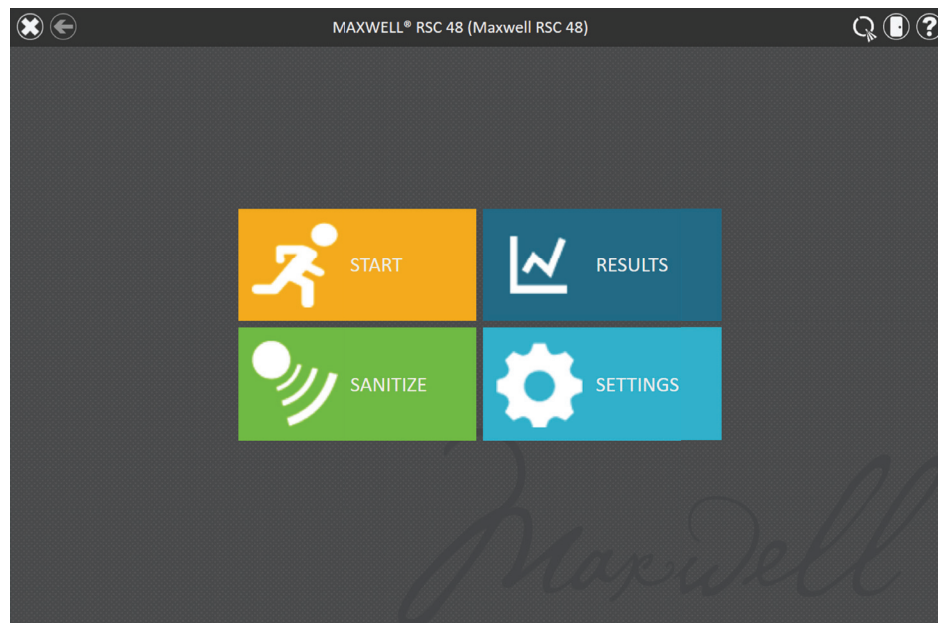 MAXWELL® RSC 48 (Maxwell RSC 48)
?
START
RESULTS
SANITIZE
SETTINGS
Maxwell